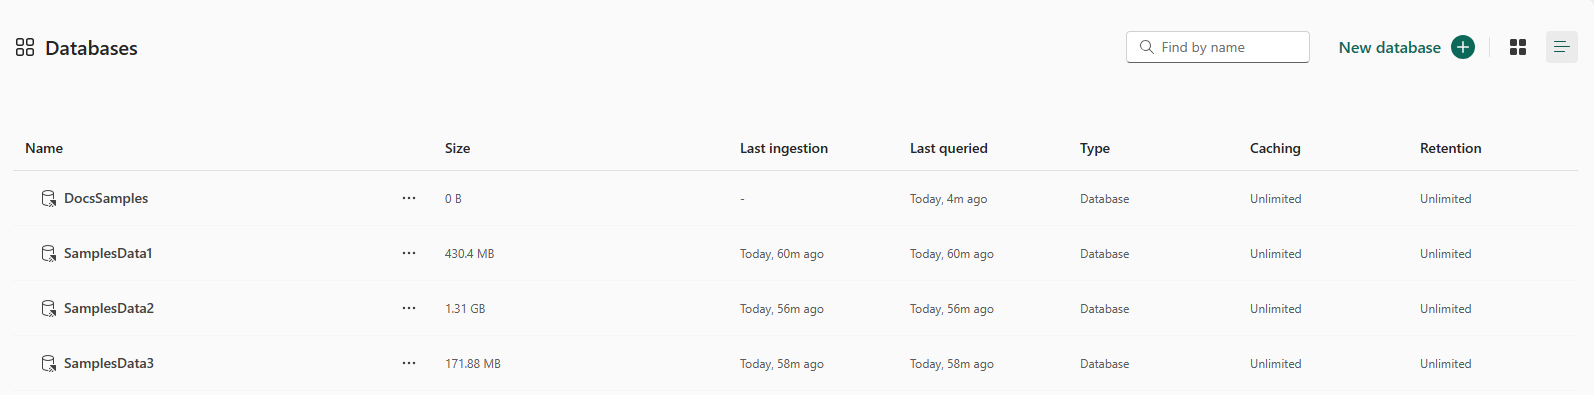 Databases
Find by name
New database
Name Size Last ingestion Last queried Type Caching Retention
DocsSamples ··· 0 B - Today, 4m ago Database Unlimited Unlimited
SamplesData1 ··· 430.4 MB Today, 60m ago Today, 60m ago Database Unlimited Unlimited
SamplesData2 ··· 1.31 GB Today, 56m ago Today, 56m ago Database Unlimited Unlimited
SamplesData3 ··· 171.88 MB Today, 58m ago Today, 58m ago Database Unlimited Unlimited